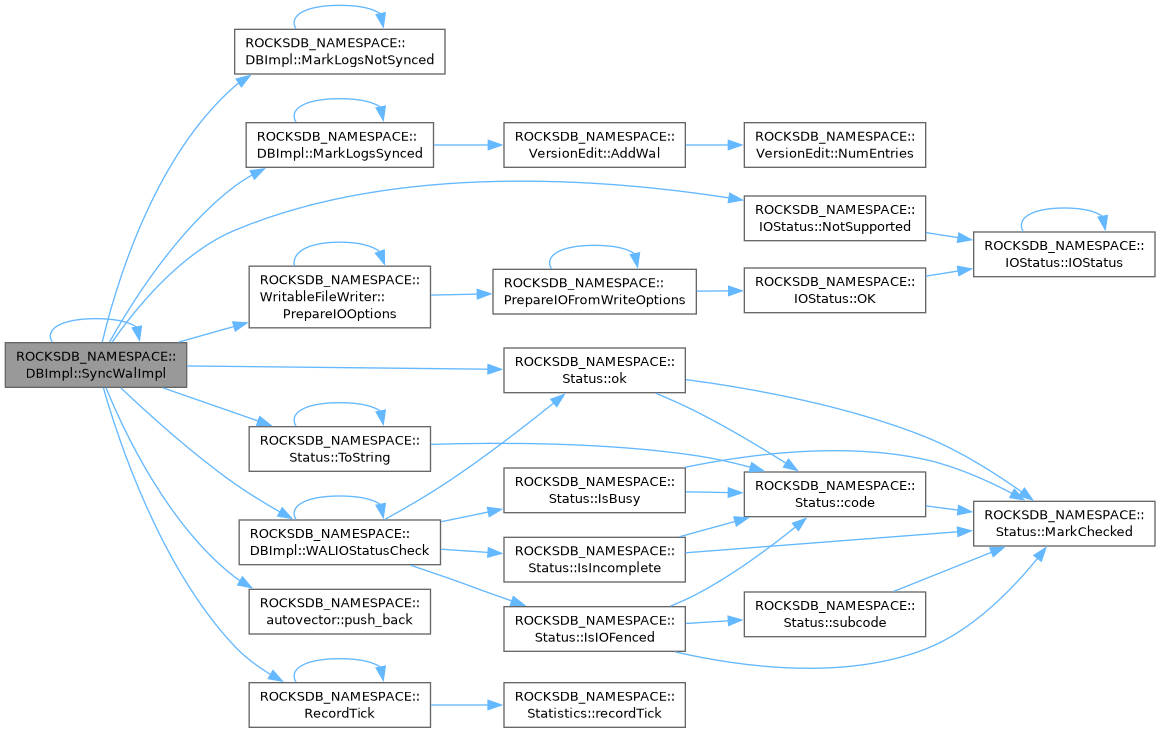 ROCKSDB_NAMESPACE::
DBImpl::SyncWalImpl
ROCKSDB_NAMESPACE::
DBImpl::MarkLogsNotSynced
ROCKSDB_NAMESPACE::
DBImpl::MarkLogsSynced
ROCKSDB_NAMESPACE::
VersionEdit::AddWal
ROCKSDB_NAMESPACE::
VersionEdit::NumEntries
ROCKSDB_NAMESPACE::
IOStatus::NotSupported
ROCKSDB_NAMESPACE::
IOStatus::IOStatus
ROCKSDB_NAMESPACE::
WritableFileWriter::
PrepareIOOptions
ROCKSDB_NAMESPACE::
PrepareIOFromWriteOptions
ROCKSDB_NAMESPACE::
IOStatus::OK
ROCKSDB_NAMESPACE::
Status::ok
ROCKSDB_NAMESPACE::
Status::ToString
ROCKSDB_NAMESPACE::
Status::IsBusy
ROCKSDB_NAMESPACE::
Status::code
ROCKSDB_NAMESPACE::
Status::MarkChecked
ROCKSDB_NAMESPACE::
DBImpl::WALIOStatusCheck
ROCKSDB_NAMESPACE::
Status::IsIncomplete
ROCKSDB_NAMESPACE::
autovector::push_back
ROCKSDB_NAMESPACE::
Status::IsIOFenced
ROCKSDB_NAMESPACE::
Status::subcode
ROCKSDB_NAMESPACE::
RecordTick
ROCKSDB_NAMESPACE::
Statistics::recordTick